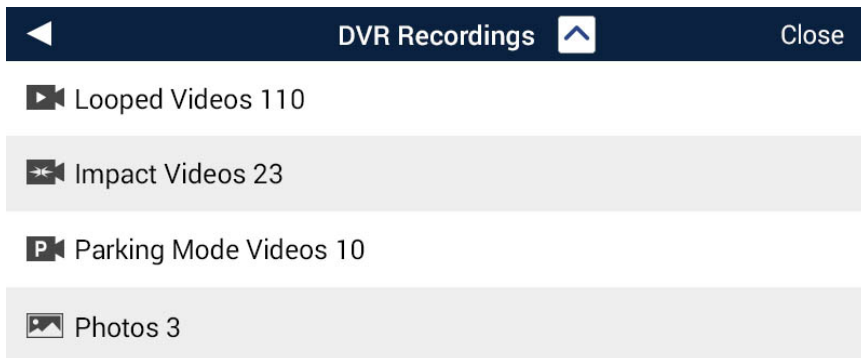 DVR Recordings Close
Looped Videos 110
Impact Videos 23
P Parking Mode Videos 10
Photos 3